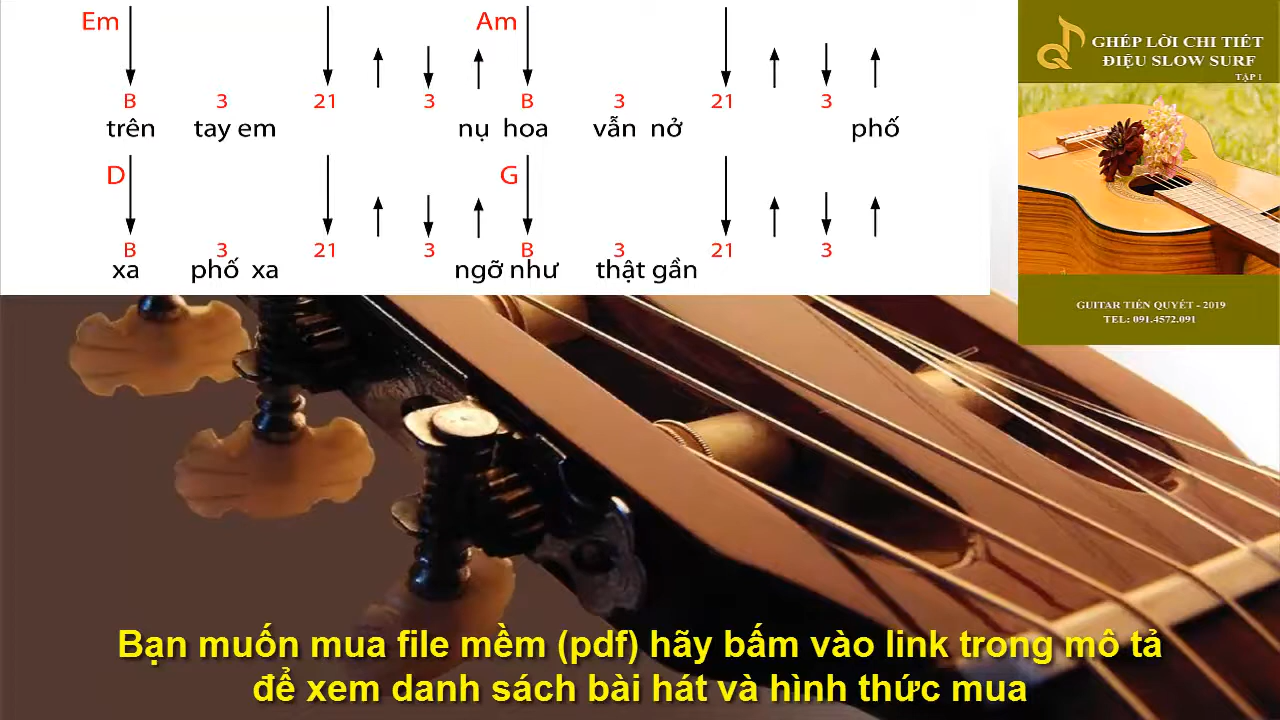 Em Am
B 3 21 3 B 3 21 3
trên tay em nụ hoa vẫn nở phố
D G
B 3 21 3 B 3 21 3
xa phố xa ngỡ như thật gần
GHÉP LỜI CHI TIẾT
ĐIỆU SLOW SURF
TẬP 1
GUITAR TIẾN QUYẾT - 2019
TEL: 091.4572.091
Bạn muốn mua file mềm (pdf) hãy bấm vào link trong mô tả
để xem danh sách bài hát và hình thức mua